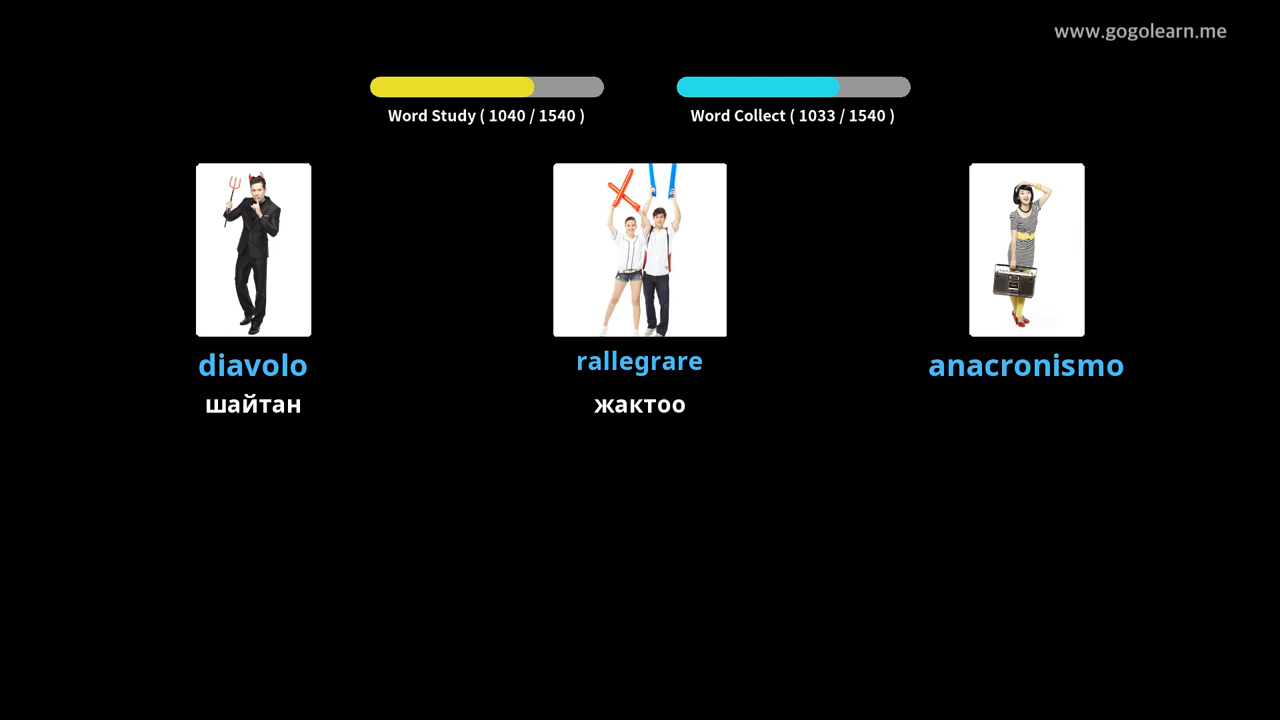 www.gogolearn.me
Word Study ( 1040 / 1540 )
Word Collect ( 1033 / 1540 )
diavolo
rallegrare
anacronismo
шайтан
жактоо